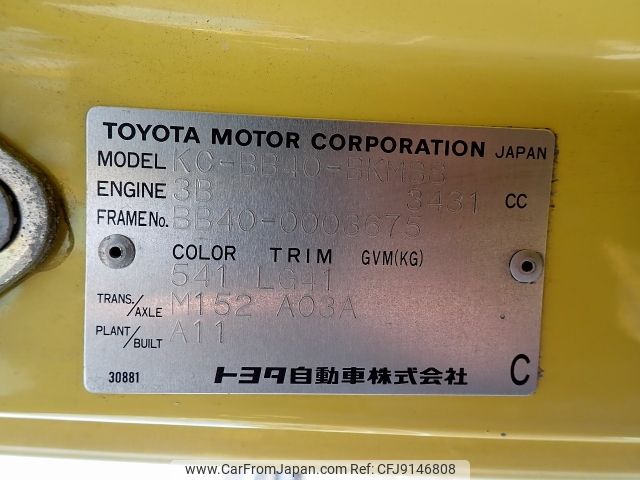 TOYOTA MOTOR CORPORATION JAPAN
MODEL KC-BB40-BKMBB
ENGINE 3B 3431 CC
FRAME No. BB40-0003675
COLOR TRIM GVM(KG)
541 LG41
TRANS./AXLE M152 A03A
PLANT/BUILT A11
30881 トヨタ自動車株式会社 C
www.CarFromJapan.com ID:CFJ9146808